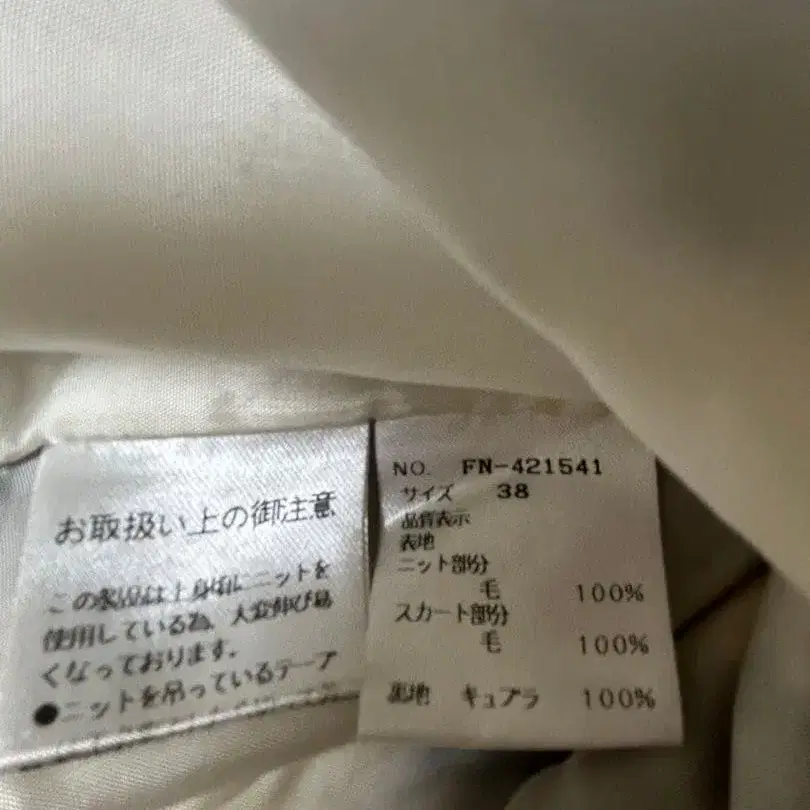 お取扱い上の御注意
この製品は上身頃にニットを
使用している為、大変伸び易
くなっております。
●ニットを吊っているテープ
NO. FN-421541
サイズ 38
品質表示
表地
ニット部分
毛 100%
スカート部分
毛 100%
裏地 キュプラ 100%